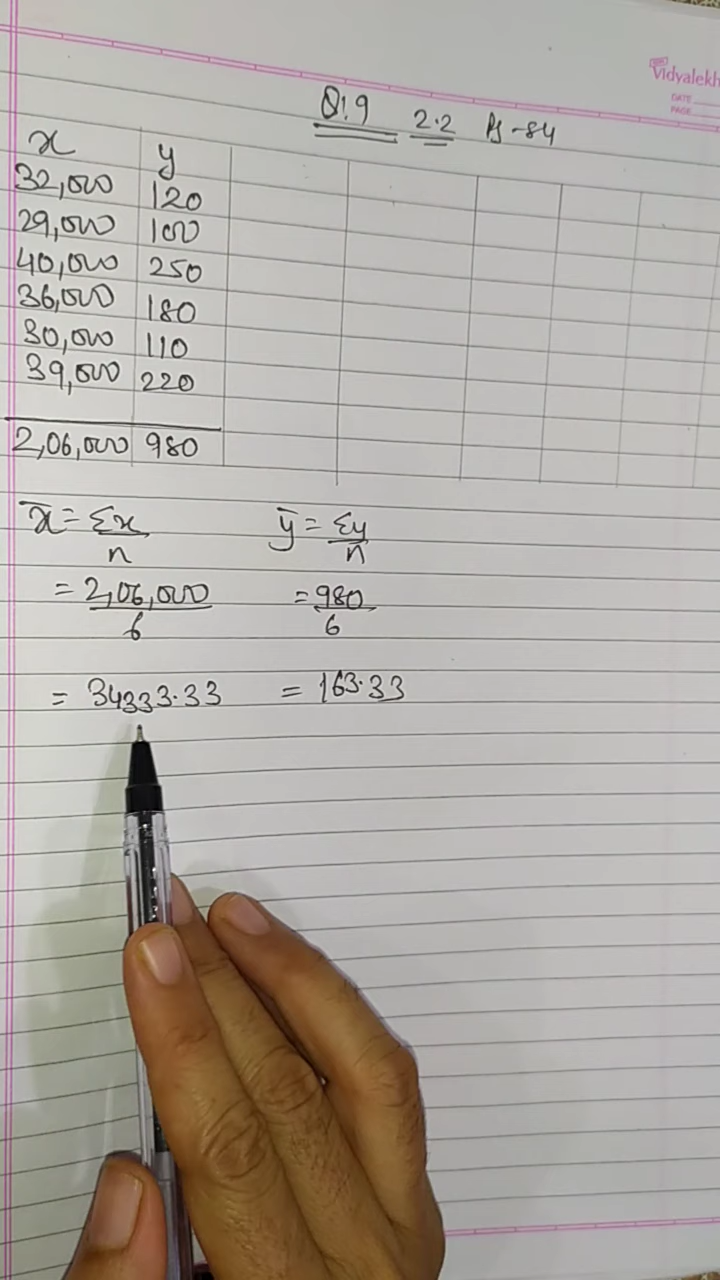 Vidyalekh
DATE
PAGE
Q.9 2.2 Pg-84
x y
32,000 120
29,000 100
40,000 250
36,000 180
30,000 110
39,000 220
2,06,000 980
x̄ = Σx/n ȳ = Σy/n
= 2,06,000/6 = 980/6
= 34333.33 = 163.33